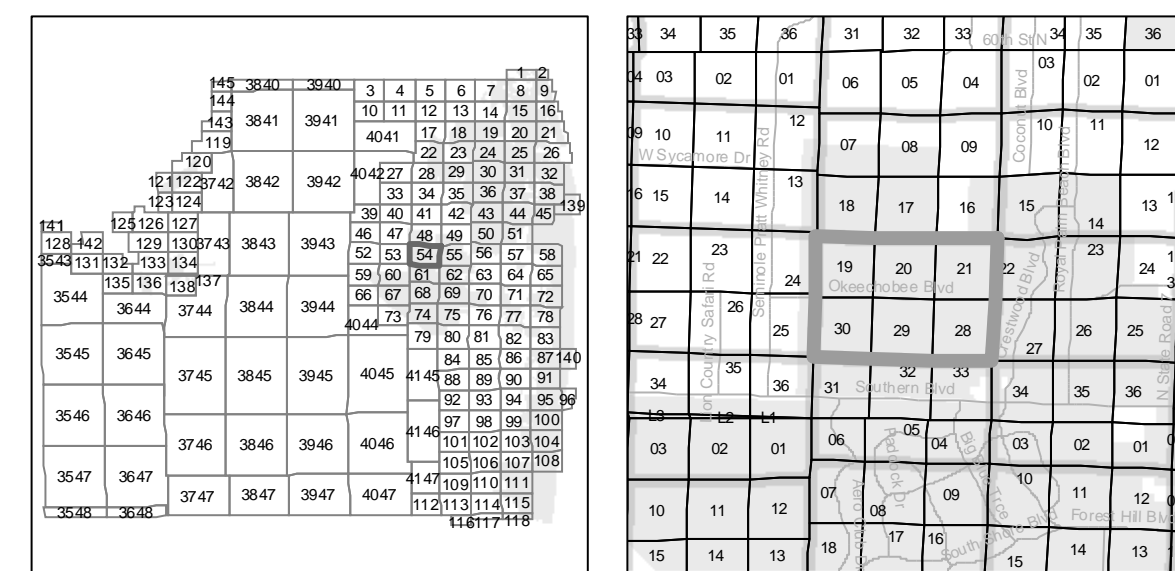 1 2
145 3840 3940 3 4 5 6 7 8 9
144 10 11 12 13 14 15 16
143 3841 3941 4041 17 18 19 20 21
119 22 23 24 25 26
120 4042 27 28 29 30 31 32
121 122 3742 3842 3942 33 34 35 36 37 38
123 124 39 40 41 42 43 44 45 139
141 125 126 127 46 47 48 49 50 51
128 142 129 130 3743 3843 3943 52 53 54 55 56 57 58
3543 131 132 133 134 59 60 61 62 63 64 65
135 136 138 137 66 67 68 69 70 71 72
3544 3644 3744 3844 3944 4044 73 74 75 76 77 78
79 80 81 82 83
3545 3645 84 85 86 87 140
3745 3845 3945 4045 4145 88 89 90 91
92 93 94 95 96
3546 3646 97 98 99 100
3746 3846 3946 4046 4146 101 102 103 104
105 106 107 108
3547 3647 4147 109 110 111
3747 3847 3947 4047 112 113 114 115
3548 3648 116 117 118
33 34 35 36 31 32 33 34 35 36
60th St N
04 03 02 01 06 05 04 03 02 01
Coconut Blvd
09 10 11 12 07 08 09 10 11 12
W Sycamore Dr
Seminole Pratt Whitney Rd
Royal Palm Beach Blvd
16 15 14 13 18 17 16 15 14 13
21 22 23 24 19 20 21 22 23 24
Okeechobee Blvd
28 27 26 25 30 29 28 27 26 25
Lion Country Safari Rd
Crestwood Blvd
N State Road
34 35 36 31 32 33 34 35 36
Southern Blvd
L3 L2 L1
03 02 01 06 05 04 03 02 01
Paddock Dr
Big Blue Trce
10 11 12 07 08 09 10 11 12
Aero Club
Forest Hill Blvd
South Shore Blvd
15 14 13 18 17 16 15 14 13